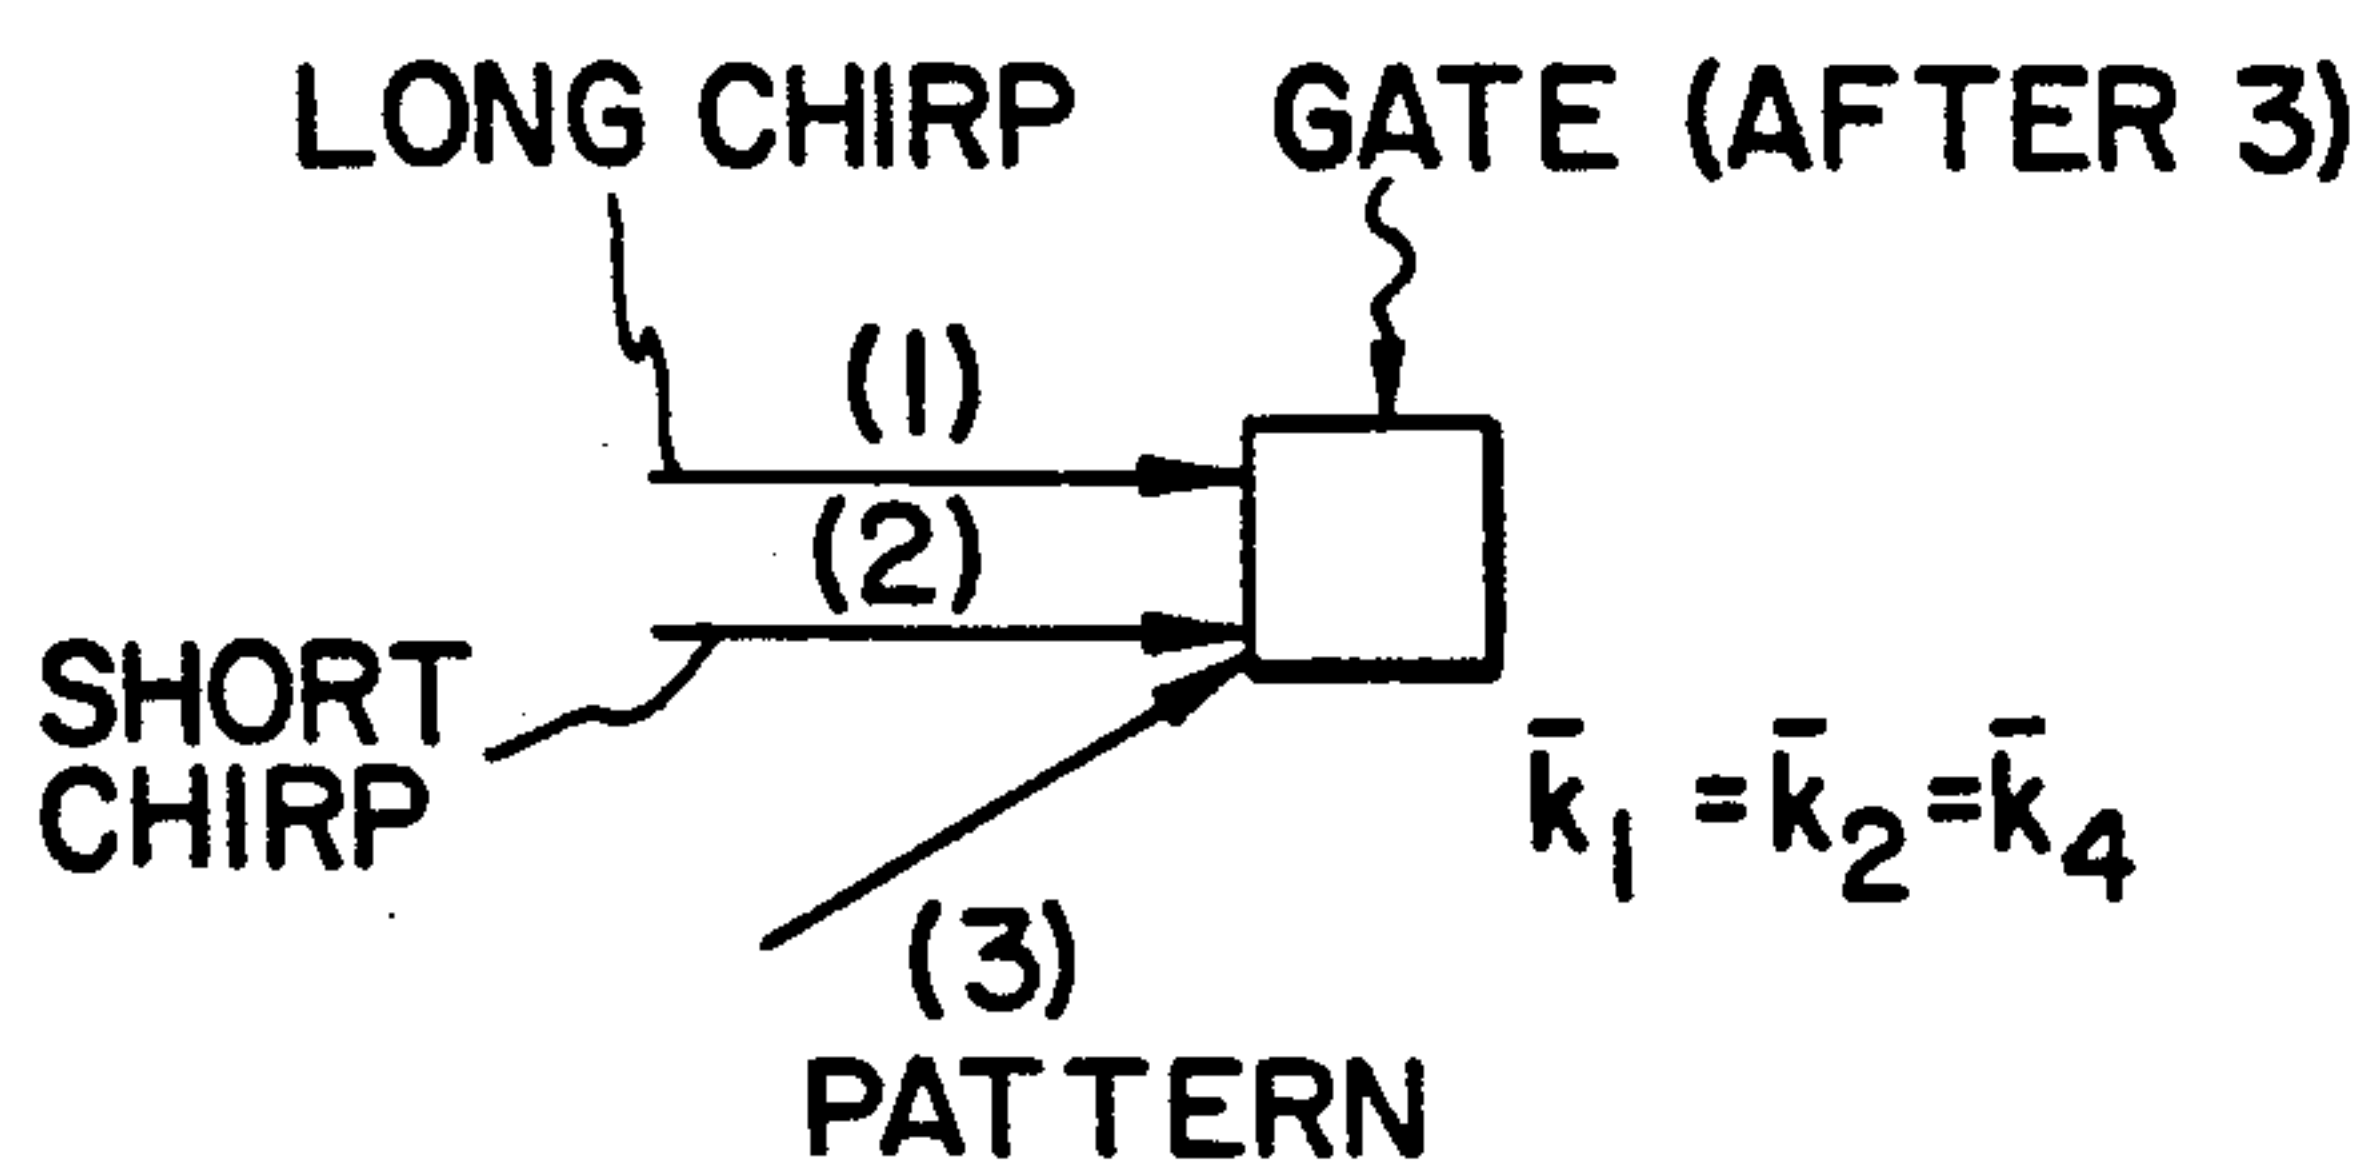 LONG CHIRP
GATE (AFTER 3)
(1)
(2)
SHORT
CHIRP
k̄₁ = k̄₂ = k̄₄
(3)
PATTERN